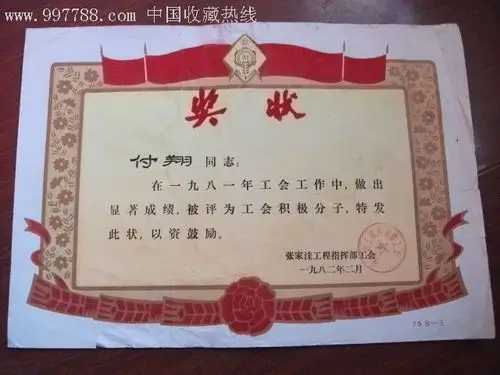 www.997788.com 中国收藏热线
奖状
付翔 同志:
在一九八一年工会工作中,做出
显著成绩,被评为工会积极分子,特发
此状,以资鼓励。
张家洼工程指挥部工会
一九八二年二月